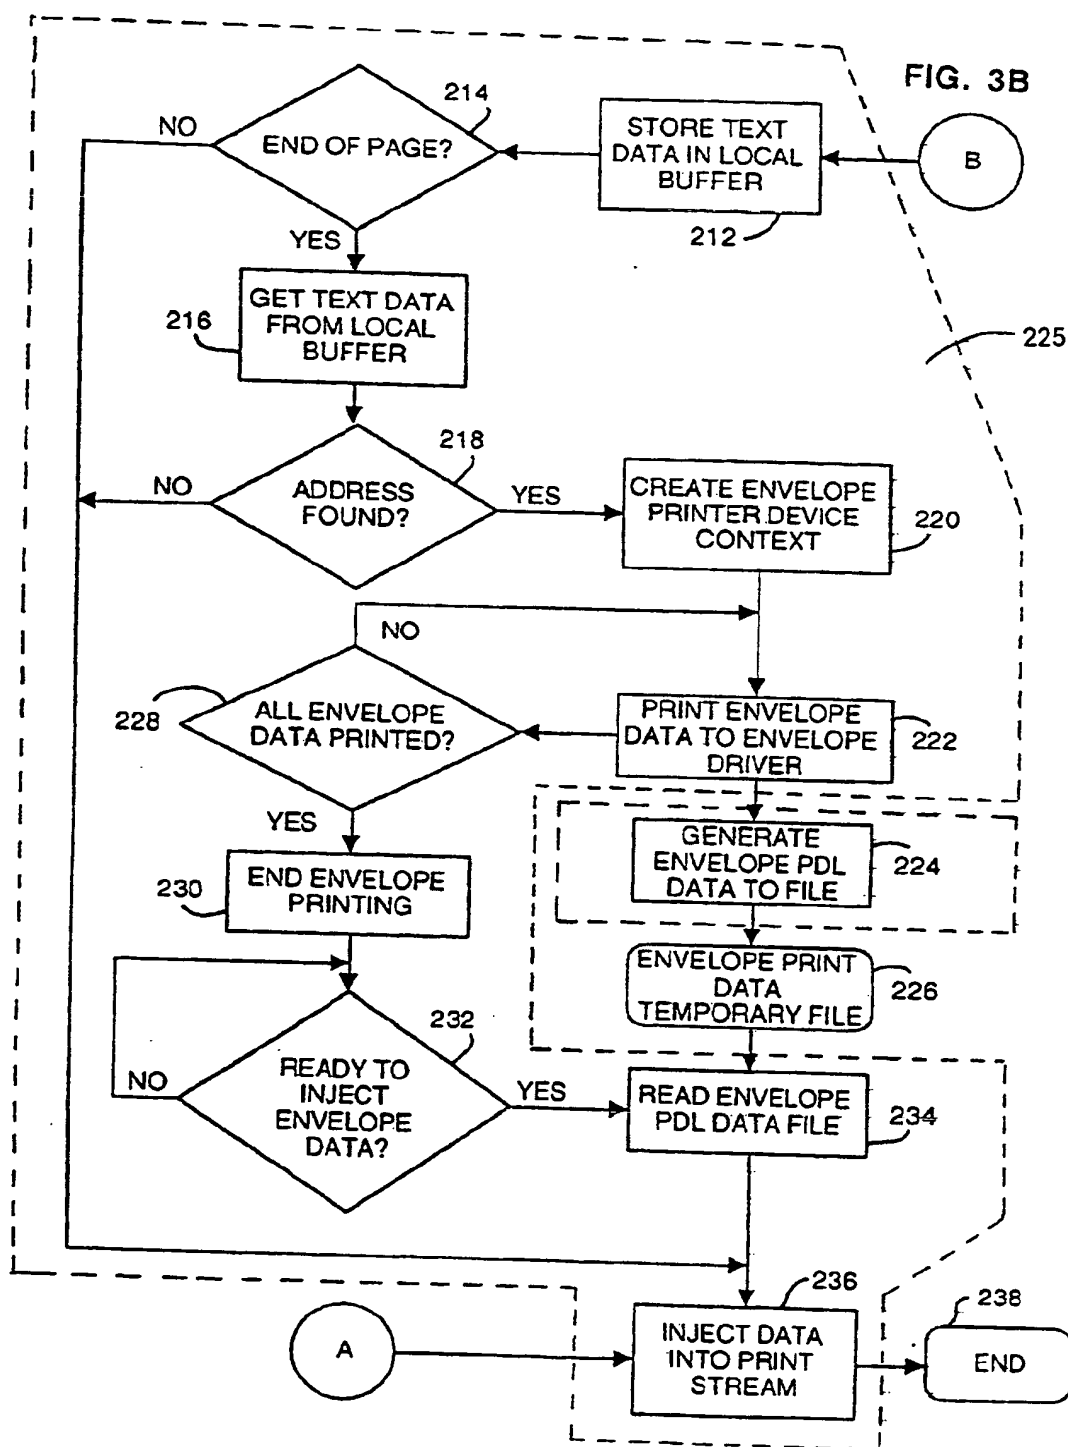 FIG. 3B
B
STORE TEXT
DATA IN LOCAL
BUFFER
212
214
END OF PAGE?
NO
YES
GET TEXT DATA
FROM LOCAL
BUFFER
216
225
218
ADDRESS
FOUND?
NO
YES
CREATE ENVELOPE
PRINTER DEVICE
CONTEXT
220
NO
228
ALL ENVELOPE
DATA PRINTED?
PRINT ENVELOPE
DATA TO ENVELOPE
DRIVER
222
YES
GENERATE
ENVELOPE PDL
DATA TO FILE
224
230
END ENVELOPE
PRINTING
ENVELOPE PRINT
DATA
TEMPORARY FILE
226
232
READY TO
INJECT
ENVELOPE
DATA?
NO
YES
READ ENVELOPE
PDL DATA FILE
234
236
A
INJECT DATA
INTO PRINT
STREAM
238
END